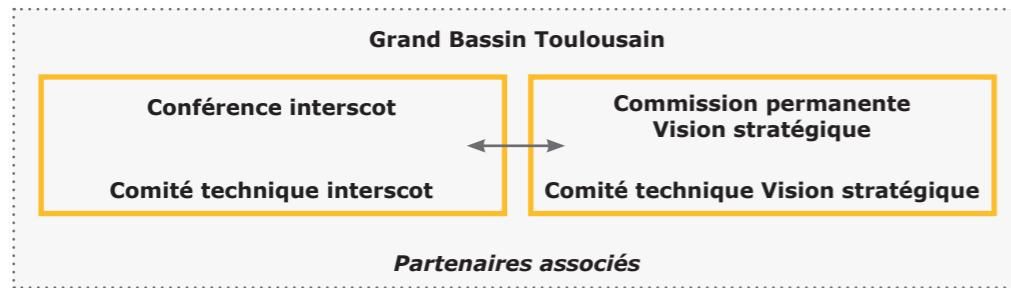 Grand Bassin Toulousain
Conférence interscot
Comité technique interscot
Commission permanente
Vision stratégique
Comité technique Vision stratégique
Partenaires associés